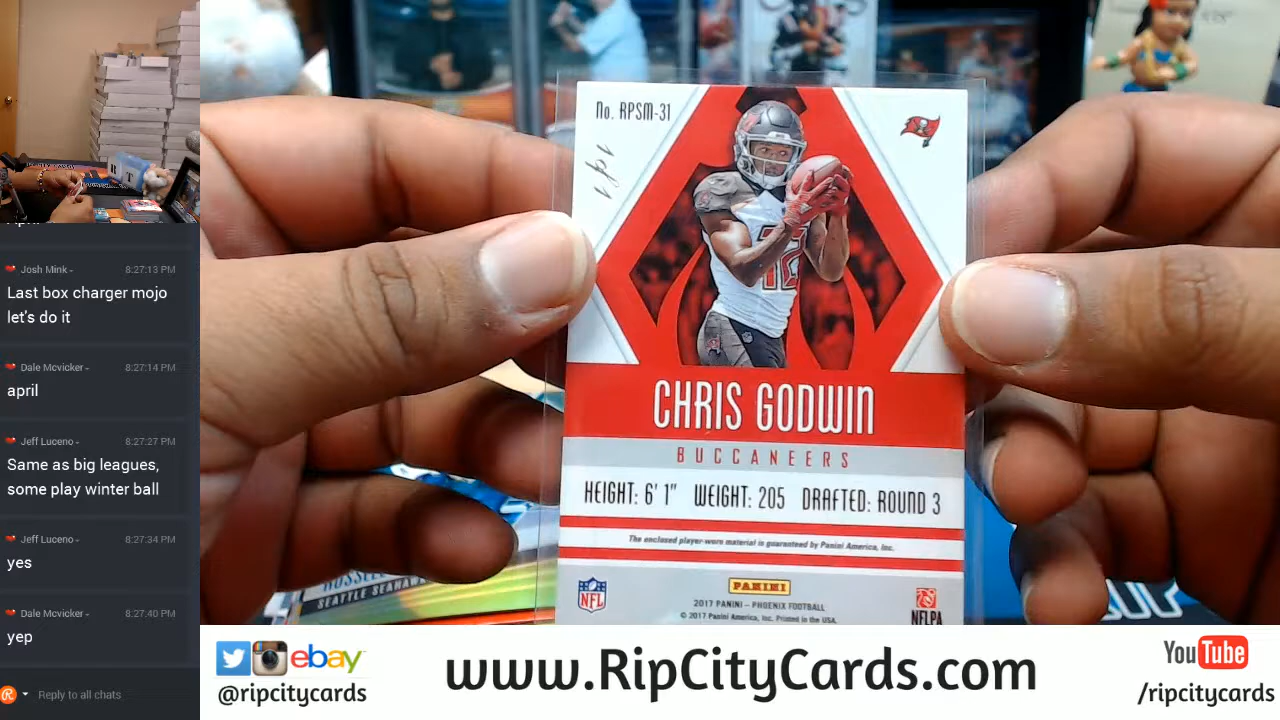 Josh Mink
8:27:13 PM
Last box charger mojo
let's do it
Dale Mcvicker
8:27:14 PM
april
Jeff Luceno
8:27:27 PM
Same as big leagues,
some play winter ball
Jeff Luceno
8:27:34 PM
yes
Dale Mcvicker
8:27:40 PM
yep
Reply to all chats
No. RPSM-31
1 of 1
CHRIS GODWIN
BUCCANEERS
HEIGHT: 6' 1" WEIGHT: 205 DRAFTED: ROUND 3
The enclosed player-worn material is guaranteed by Panini America, Inc.
NFL
PANINI
2017 PANINI – PHOENIX FOOTBALL
© 2017 Panini America, Inc. Printed in the USA.
NFLPA
SEATTLE SEAHAWKS
ebay
@ripcitycards
www.RipCityCards.com
YouTube
/ripcitycards